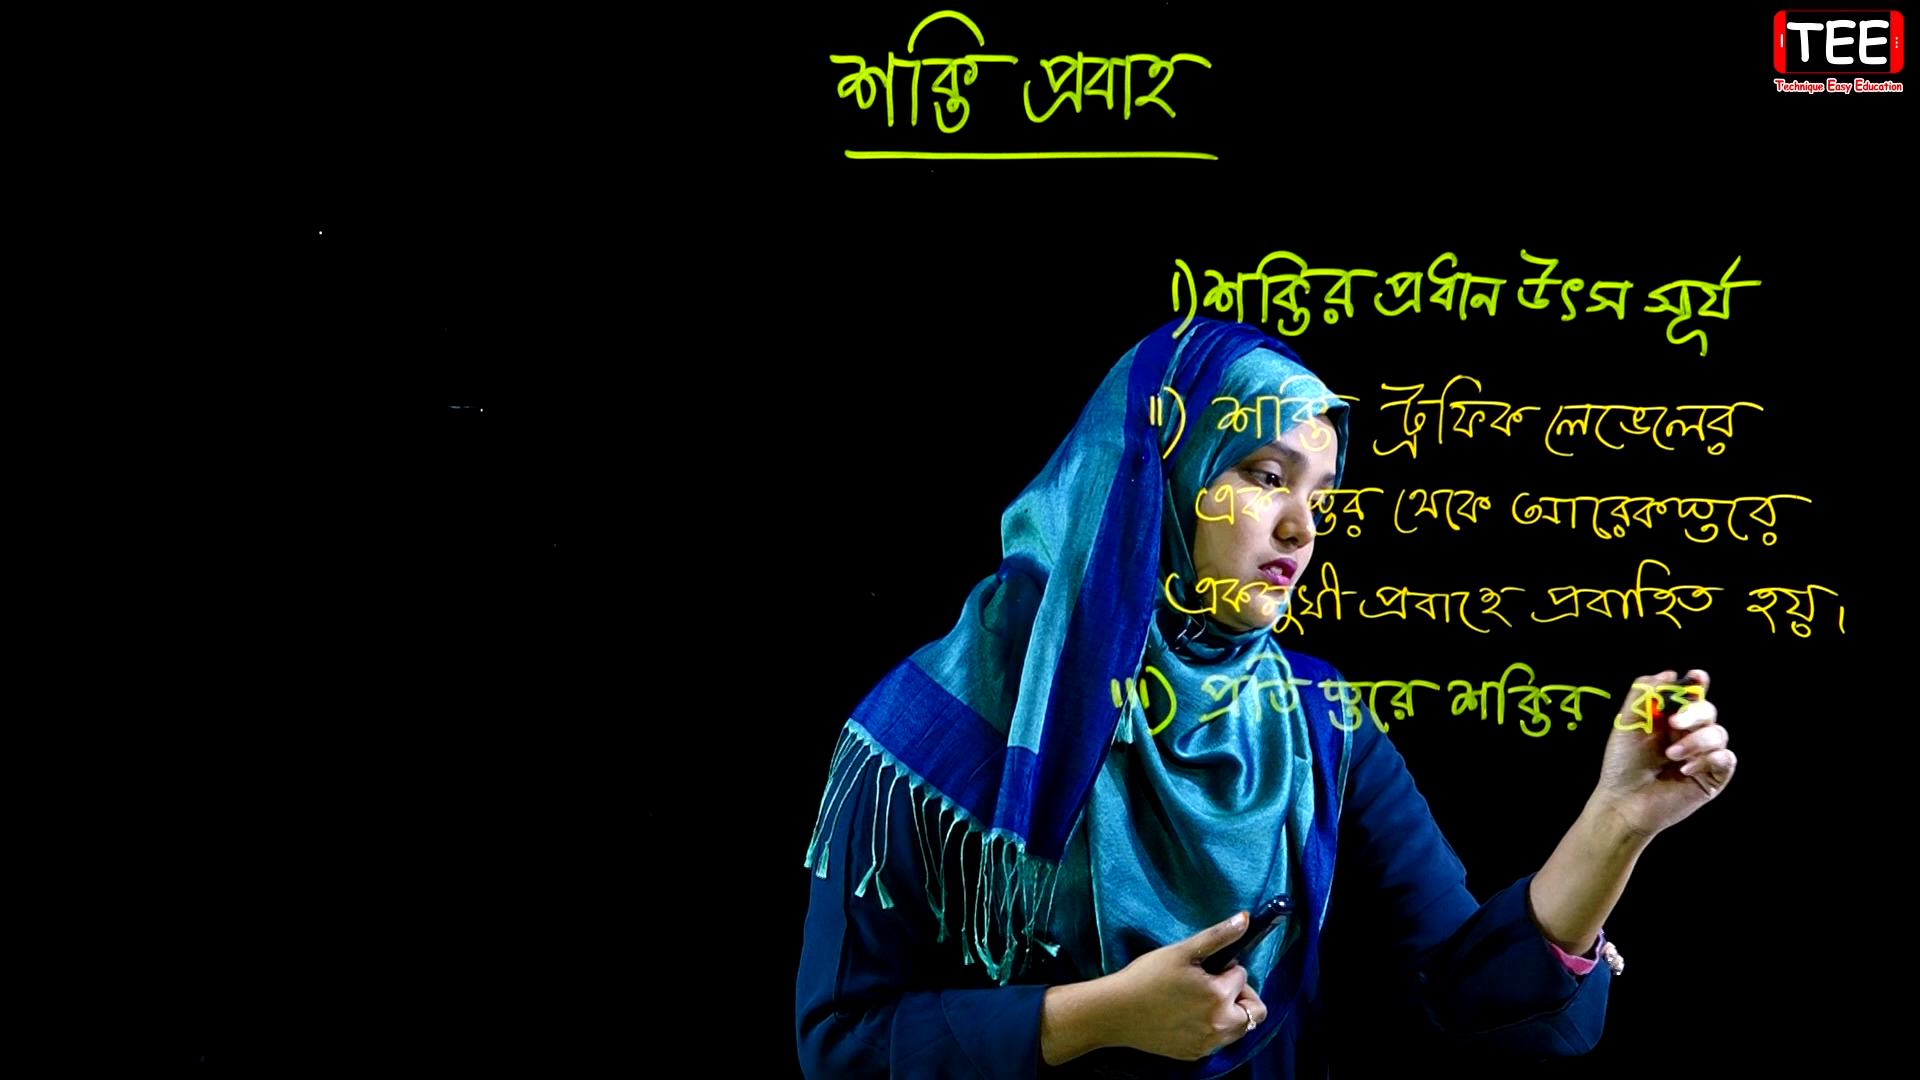 TEE
Technique Easy Education
শক্তি প্রবাহ
i) শক্তির প্রধান উৎস সূর্য
ii) শক্তি ট্রফিক লেভেলের
এক স্তর থেকে আরেকস্তরে
একমুখী প্রবাহে প্রবাহিত হয়।
iii) প্রতি স্তরে শক্তির